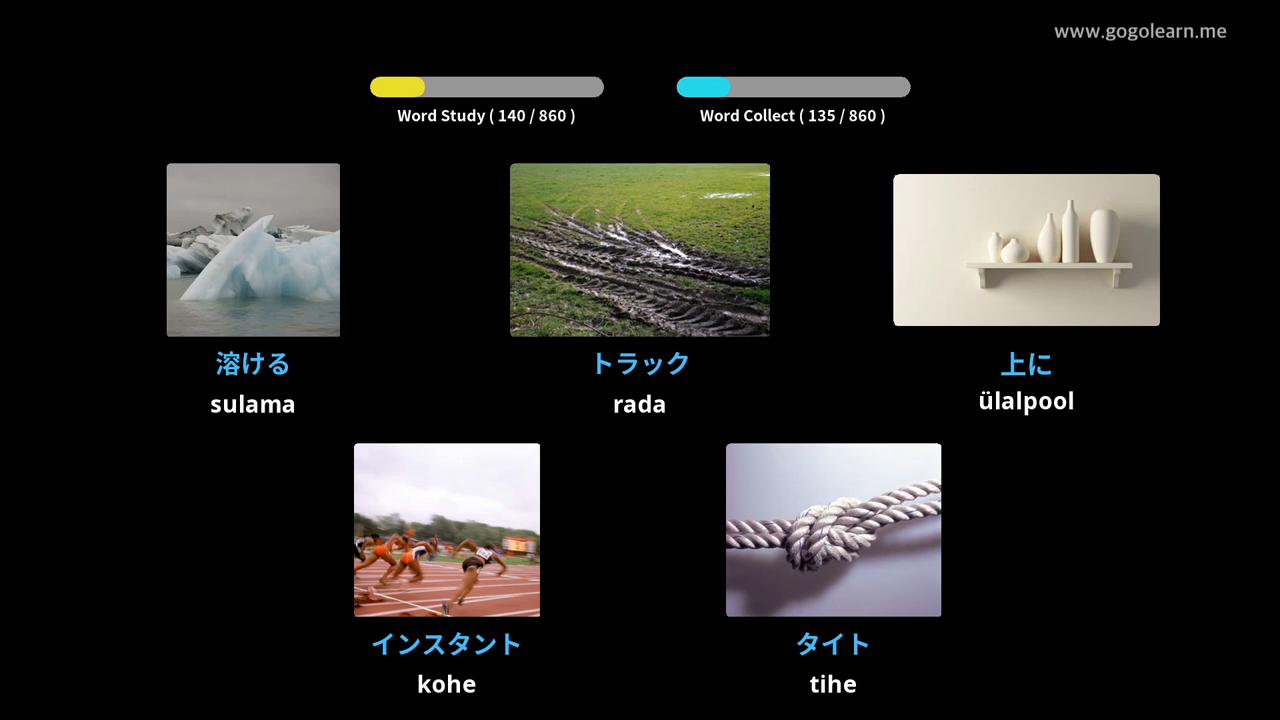 www.gogolearn.me
Word Study ( 140 / 860 )
Word Collect ( 135 / 860 )
溶ける
sulama
トラック
rada
上に
ülalpool
インスタント
kohe
タイト
tihe